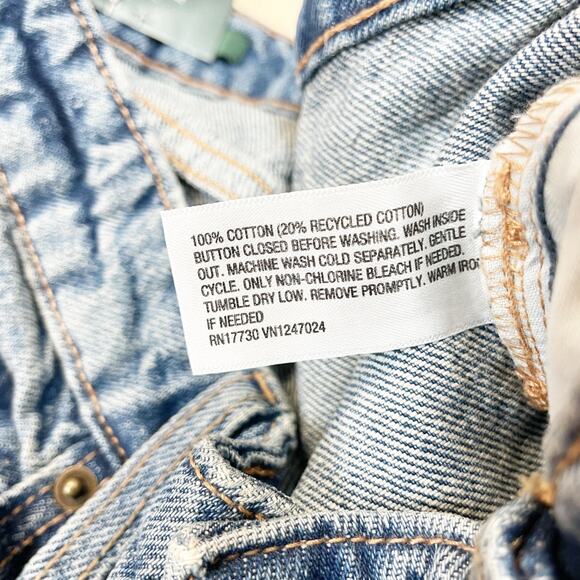 100% COTTON (20% RECYCLED COTTON)
BUTTON CLOSED BEFORE WASHING. WASH INSIDE
OUT. MACHINE WASH COLD SEPARATELY. GENTLE
CYCLE. ONLY NON-CHLORINE BLEACH IF NEEDED.
TUMBLE DRY LOW. REMOVE PROMPTLY. WARM IRON
IF NEEDED
RN17730 VN1247024